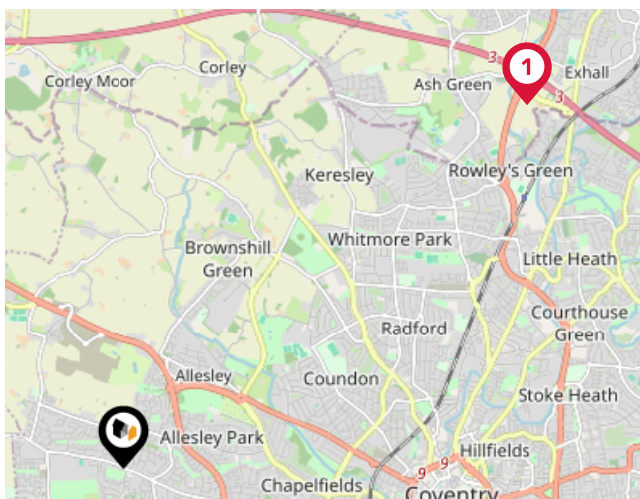 1
3
Corley
Exhall
Corley Moor
Ash Green
3
Keresley
Rowley's Green
Whitmore Park
Brownshill
Green
Little Heath
Courthouse
Green
Radford
Allesley
Coundon
Stoke Heath
Allesley Park
Hillfields
9
9
Chapelfields
Coventry